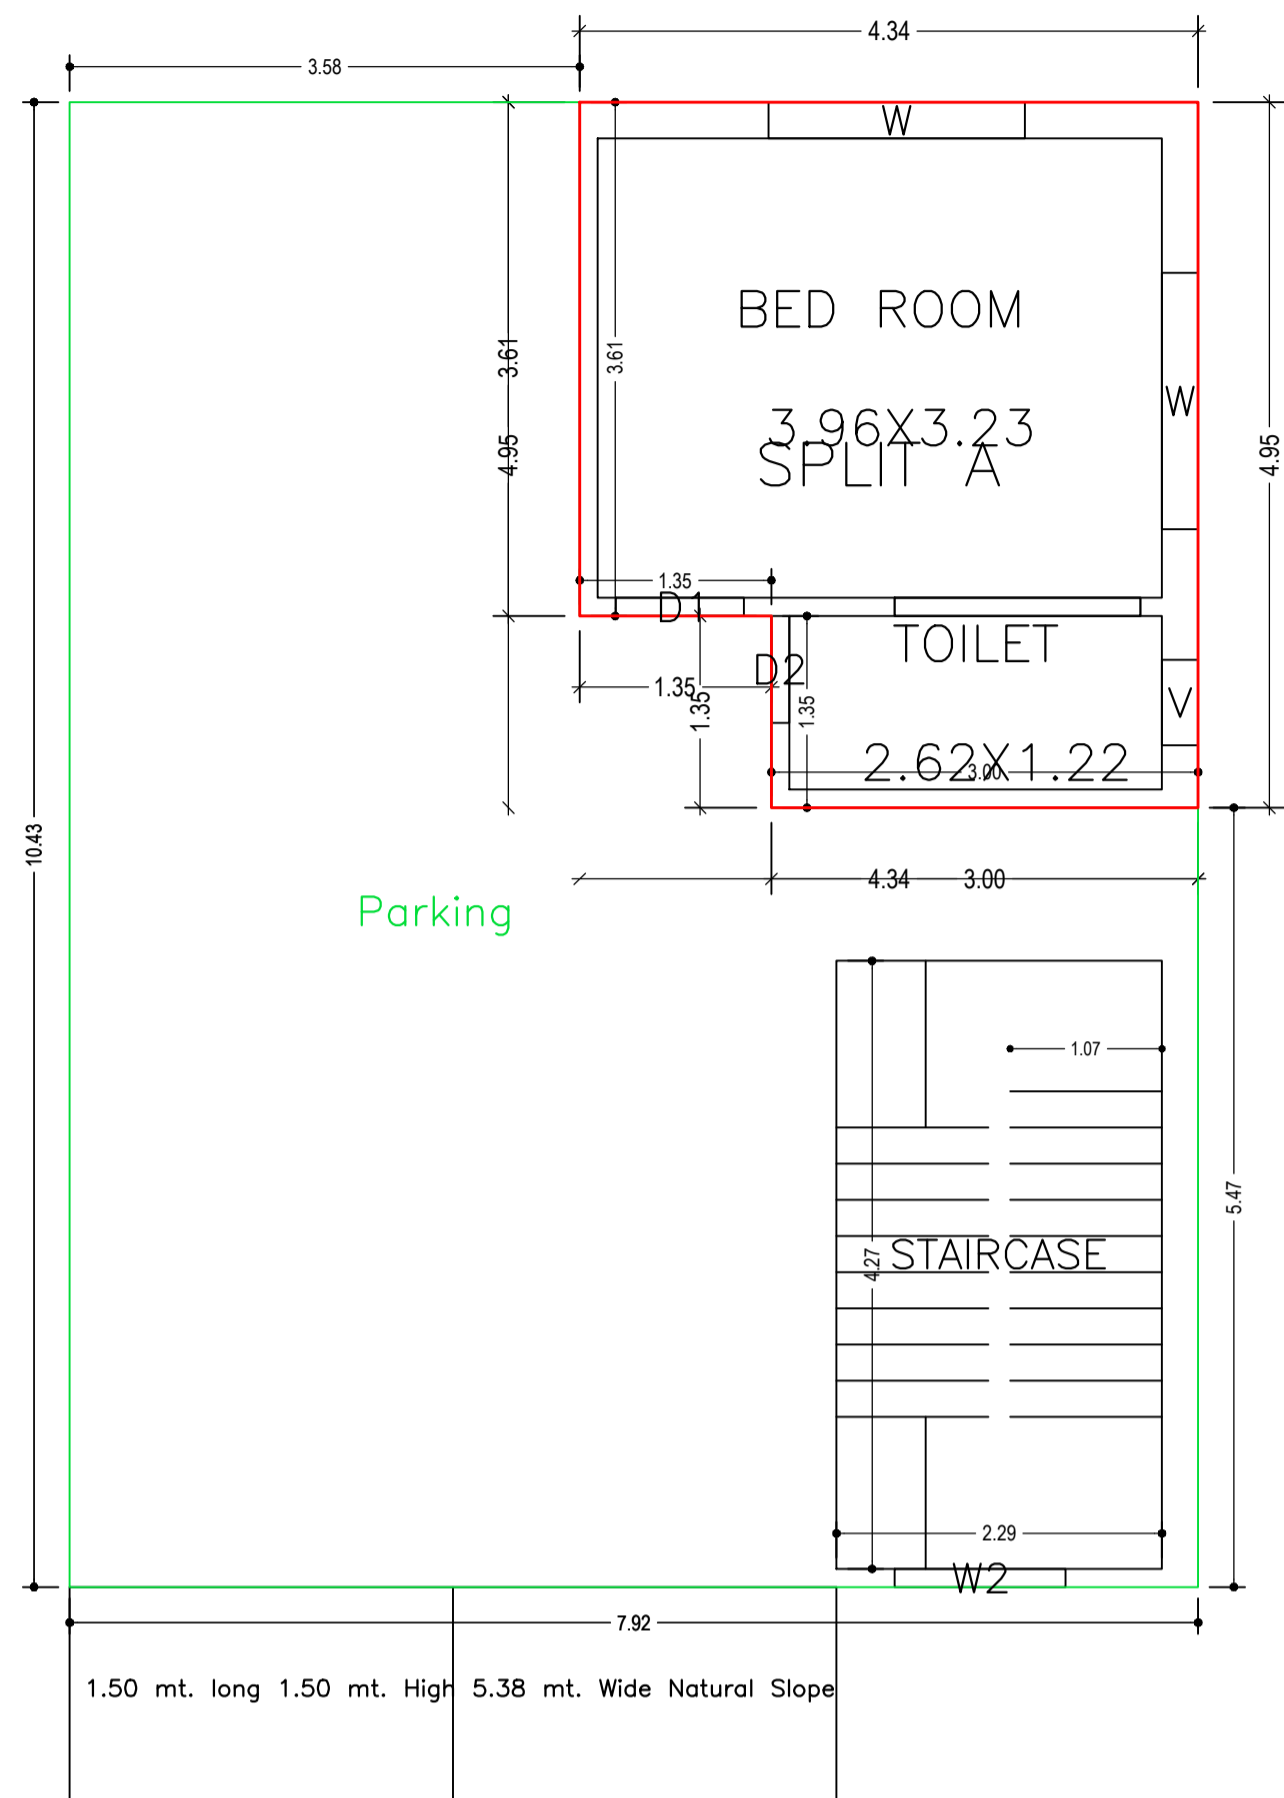 4.34
3.58
W
3.61
3.61
BED ROOM
W
3.96X3.23
SPLIT A
4.95
4.95
1.35
D1
TOILET
D2
1.35
1.35
1.35
V
2.62X1.22
3.00
10.43
4.34
3.00
Parking
1.07
5.47
4.27
STAIRCASE
2.29
W2
7.92
1.50 mt. long 1.50 mt. High 5.38 mt. Wide Natural Slope